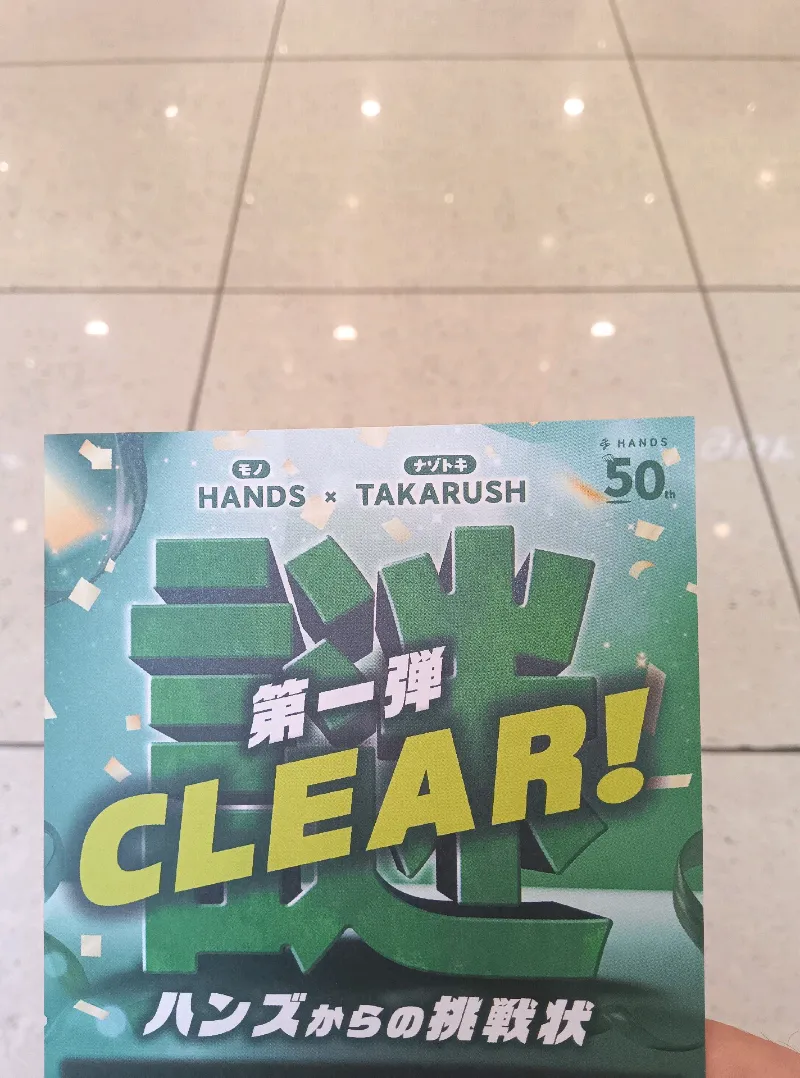 モノ ナゾトキ
HANDS × TAKARUSH
HANDS
50th
謎
第一弾
CLEAR!
ハンズからの挑戦状